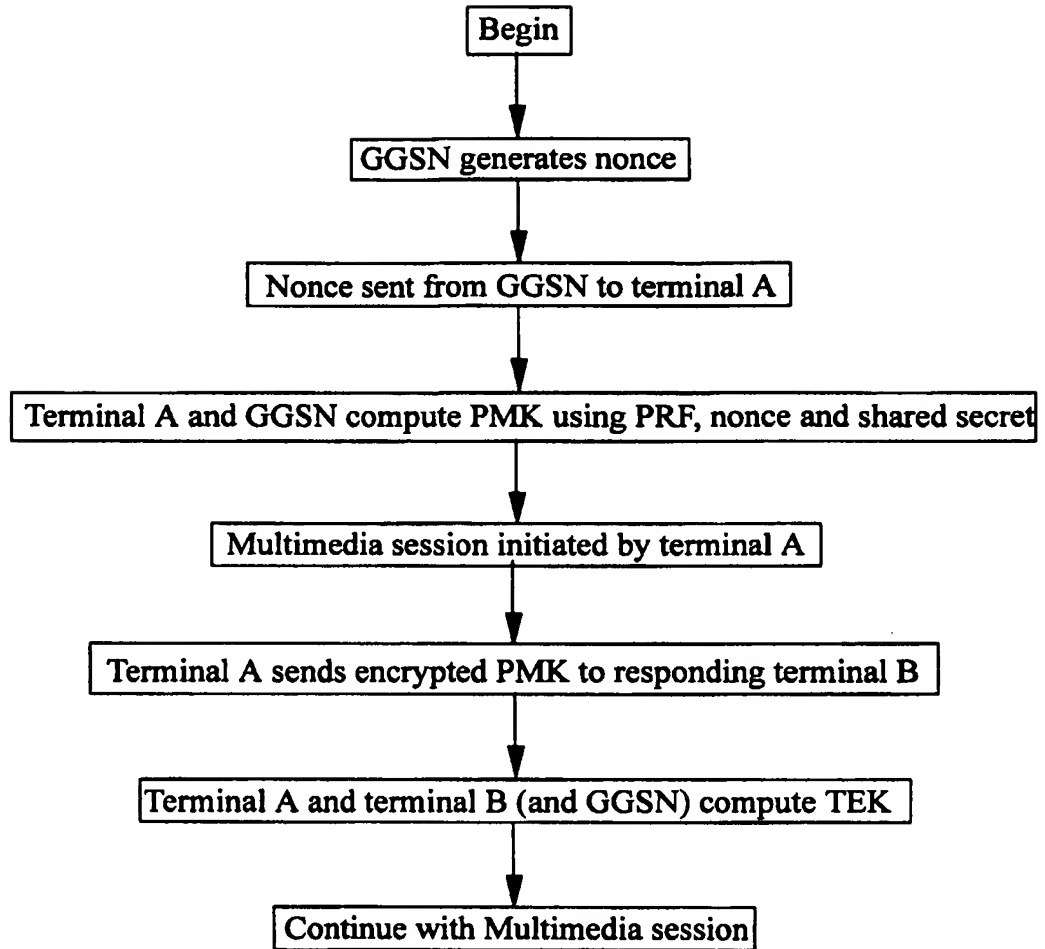 Begin
GGSN generates nonce
Nonce sent from GGSN to terminal A
Terminal A and GGSN compute PMK using PRF, nonce and shared secret
Multimedia session initiated by terminal A
Terminal A sends encrypted PMK to responding terminal B
Terminal A and terminal B (and GGSN) compute TEK
Continue with Multimedia session